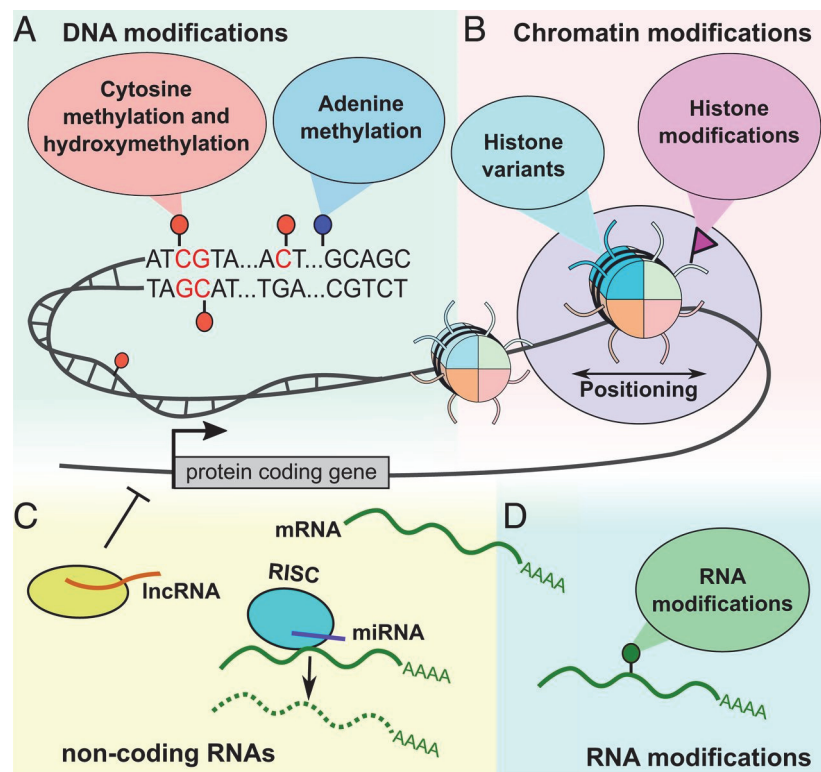 A DNA modifications
Cytosine
methylation and
hydroxymethylation
Adenine
methylation
ATCGTA...ACT...GCAGC
TAGCAT...TGA...CGTCT
B Chromatin modifications
Histone
variants
Histone
modifications
Positioning
protein coding gene
C
lncRNA
mRNA
AAAA
RISC
miRNA
AAAA
AAAA
non-coding RNAs
D
RNA
modifications
AAAA
RNA modifications